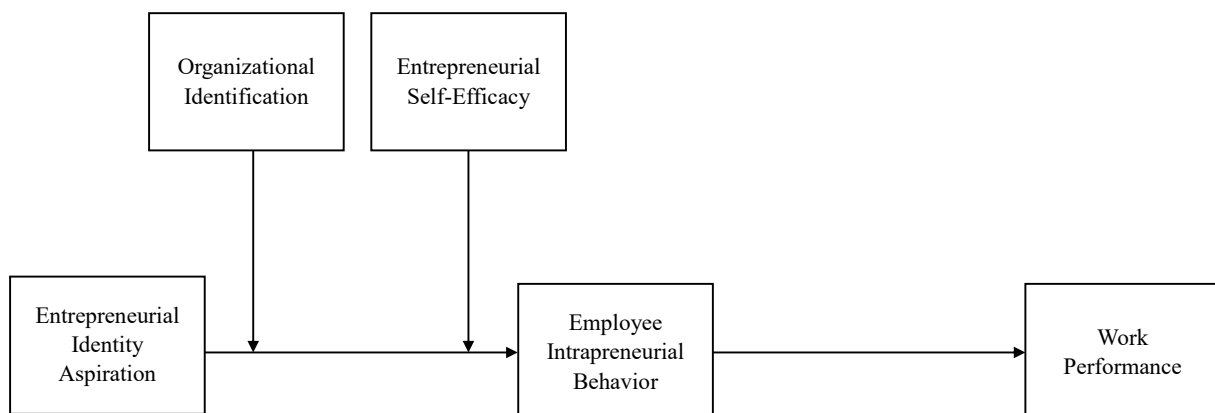 Organizational
Identification
Entrepreneurial
Self-Efficacy
Entrepreneurial
Identity
Aspiration
Employee
Intrapreneurial
Behavior
Work
Performance